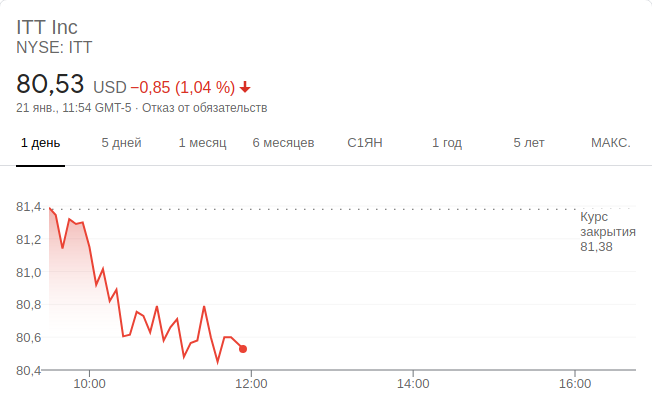 ITT Inc
NYSE: ITT
80,53 USD −0,85 (1,04 %)
21 янв., 11:54 GMT-5 · Отказ от обязательств
1 день 5 дней 1 месяц 6 месяцев С1ЯН 1 год 5 лет МАКС.
81,4
Курс
закрытия
81,38
81,2
81,0
80,8
80,6
80,4
10:00 12:00 14:00 16:00